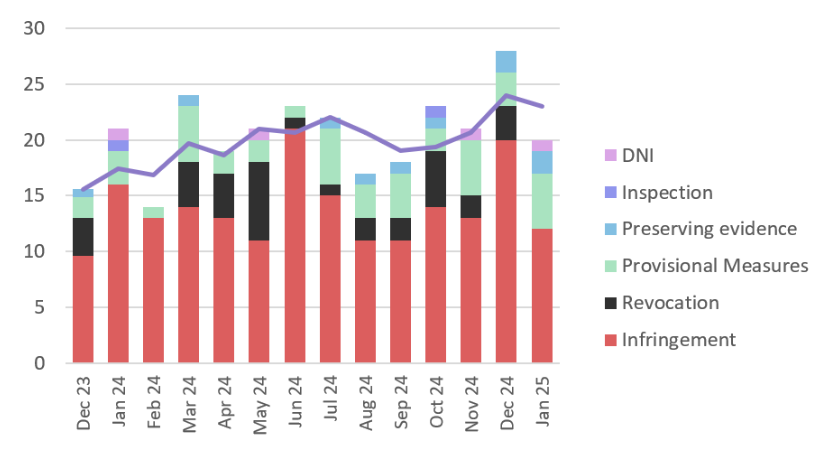 30
25
20
15
10
5
0
Dec 23
Jan 24
Feb 24
Mar 24
Apr 24
May 24
Jun 24
Jul 24
Aug 24
Sep 24
Oct 24
Nov 24
Dec 24
Jan 25
DNI
Inspection
Preserving evidence
Provisional Measures
Revocation
Infringement